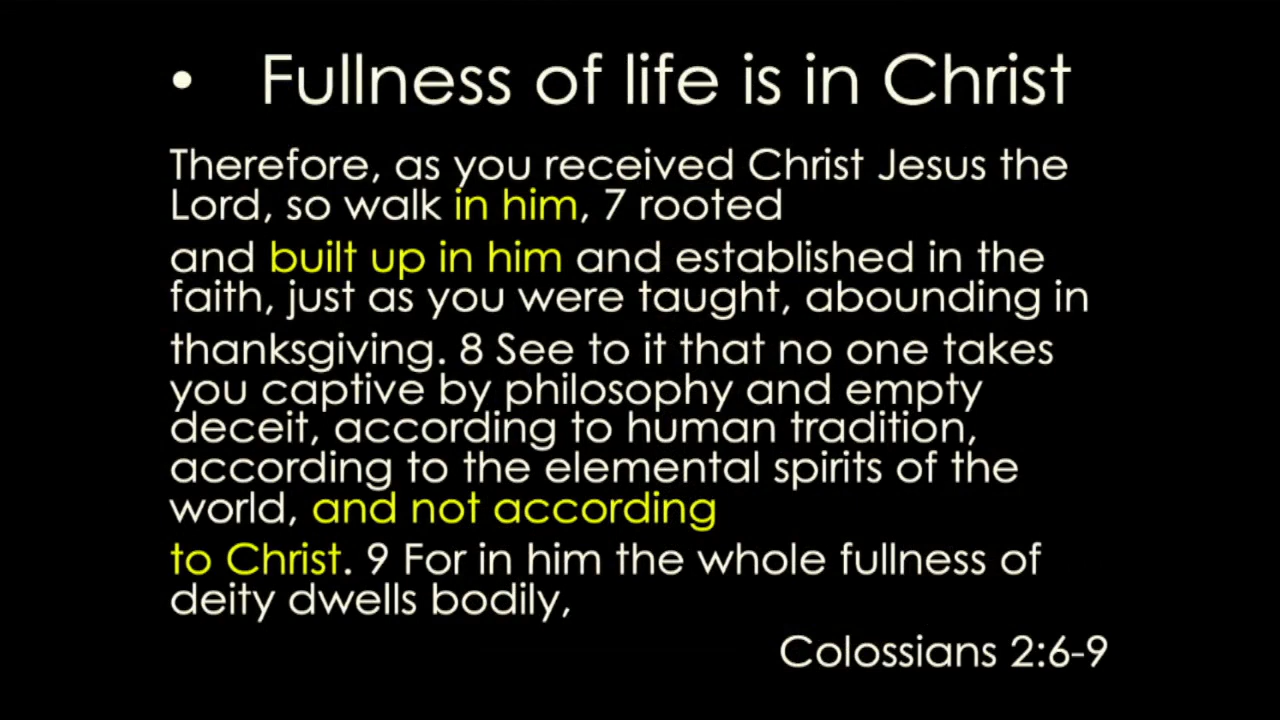 • Fullness of life is in Christ
Therefore, as you received Christ Jesus the
Lord, so walk in him, 7 rooted
and built up in him and established in the
faith, just as you were taught, abounding in
thanksgiving. 8 See to it that no one takes
you captive by philosophy and empty
deceit, according to human tradition,
according to the elemental spirits of the
world, and not according
to Christ. 9 For in him the whole fullness of
deity dwells bodily,
Colossians 2:6-9